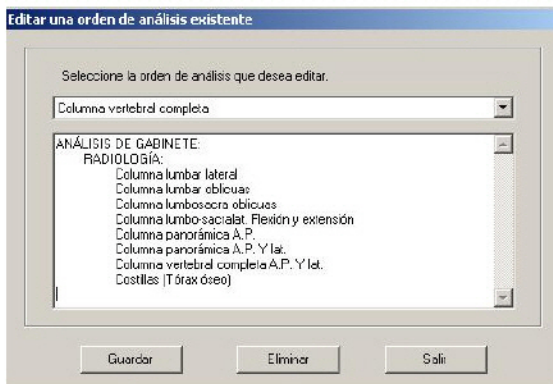 Editar una orden de análisis existente
Seleccione la orden de análisis que desea editar.
Columna vertebral completa
ANÁLISIS DE GABINETE:
RADIOLOGÍA:
Columna lumbar lateral
Columna lumbar oblicuas
Columna lumbosacra oblicuas
Columna lumbo-sacralat. Flexión y extensión
Columna panorámica A.P.
Columna panorámica A.P. Y lat.
Columna vertebral completa A.P. Y lat.
Costillas (Tórax óseo)
Guardar
Eliminar
Salir